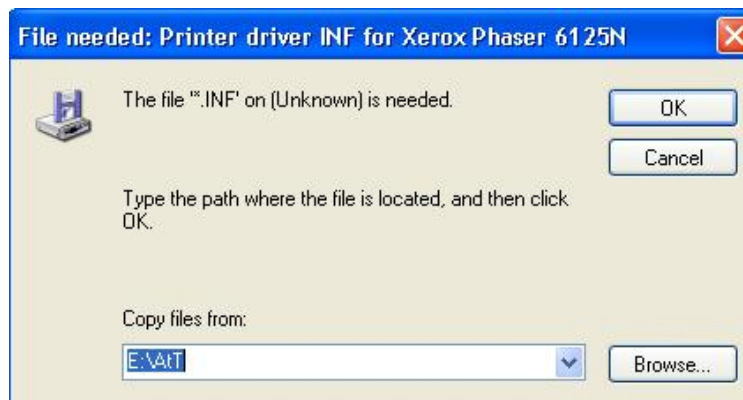 File needed: Printer driver INF for Xerox Phaser 6125N
The file '*.INF' on (Unknown) is needed.
OK
Cancel
Type the path where the file is located, and then click
OK.
Copy files from:
E:\AtT
Browse...